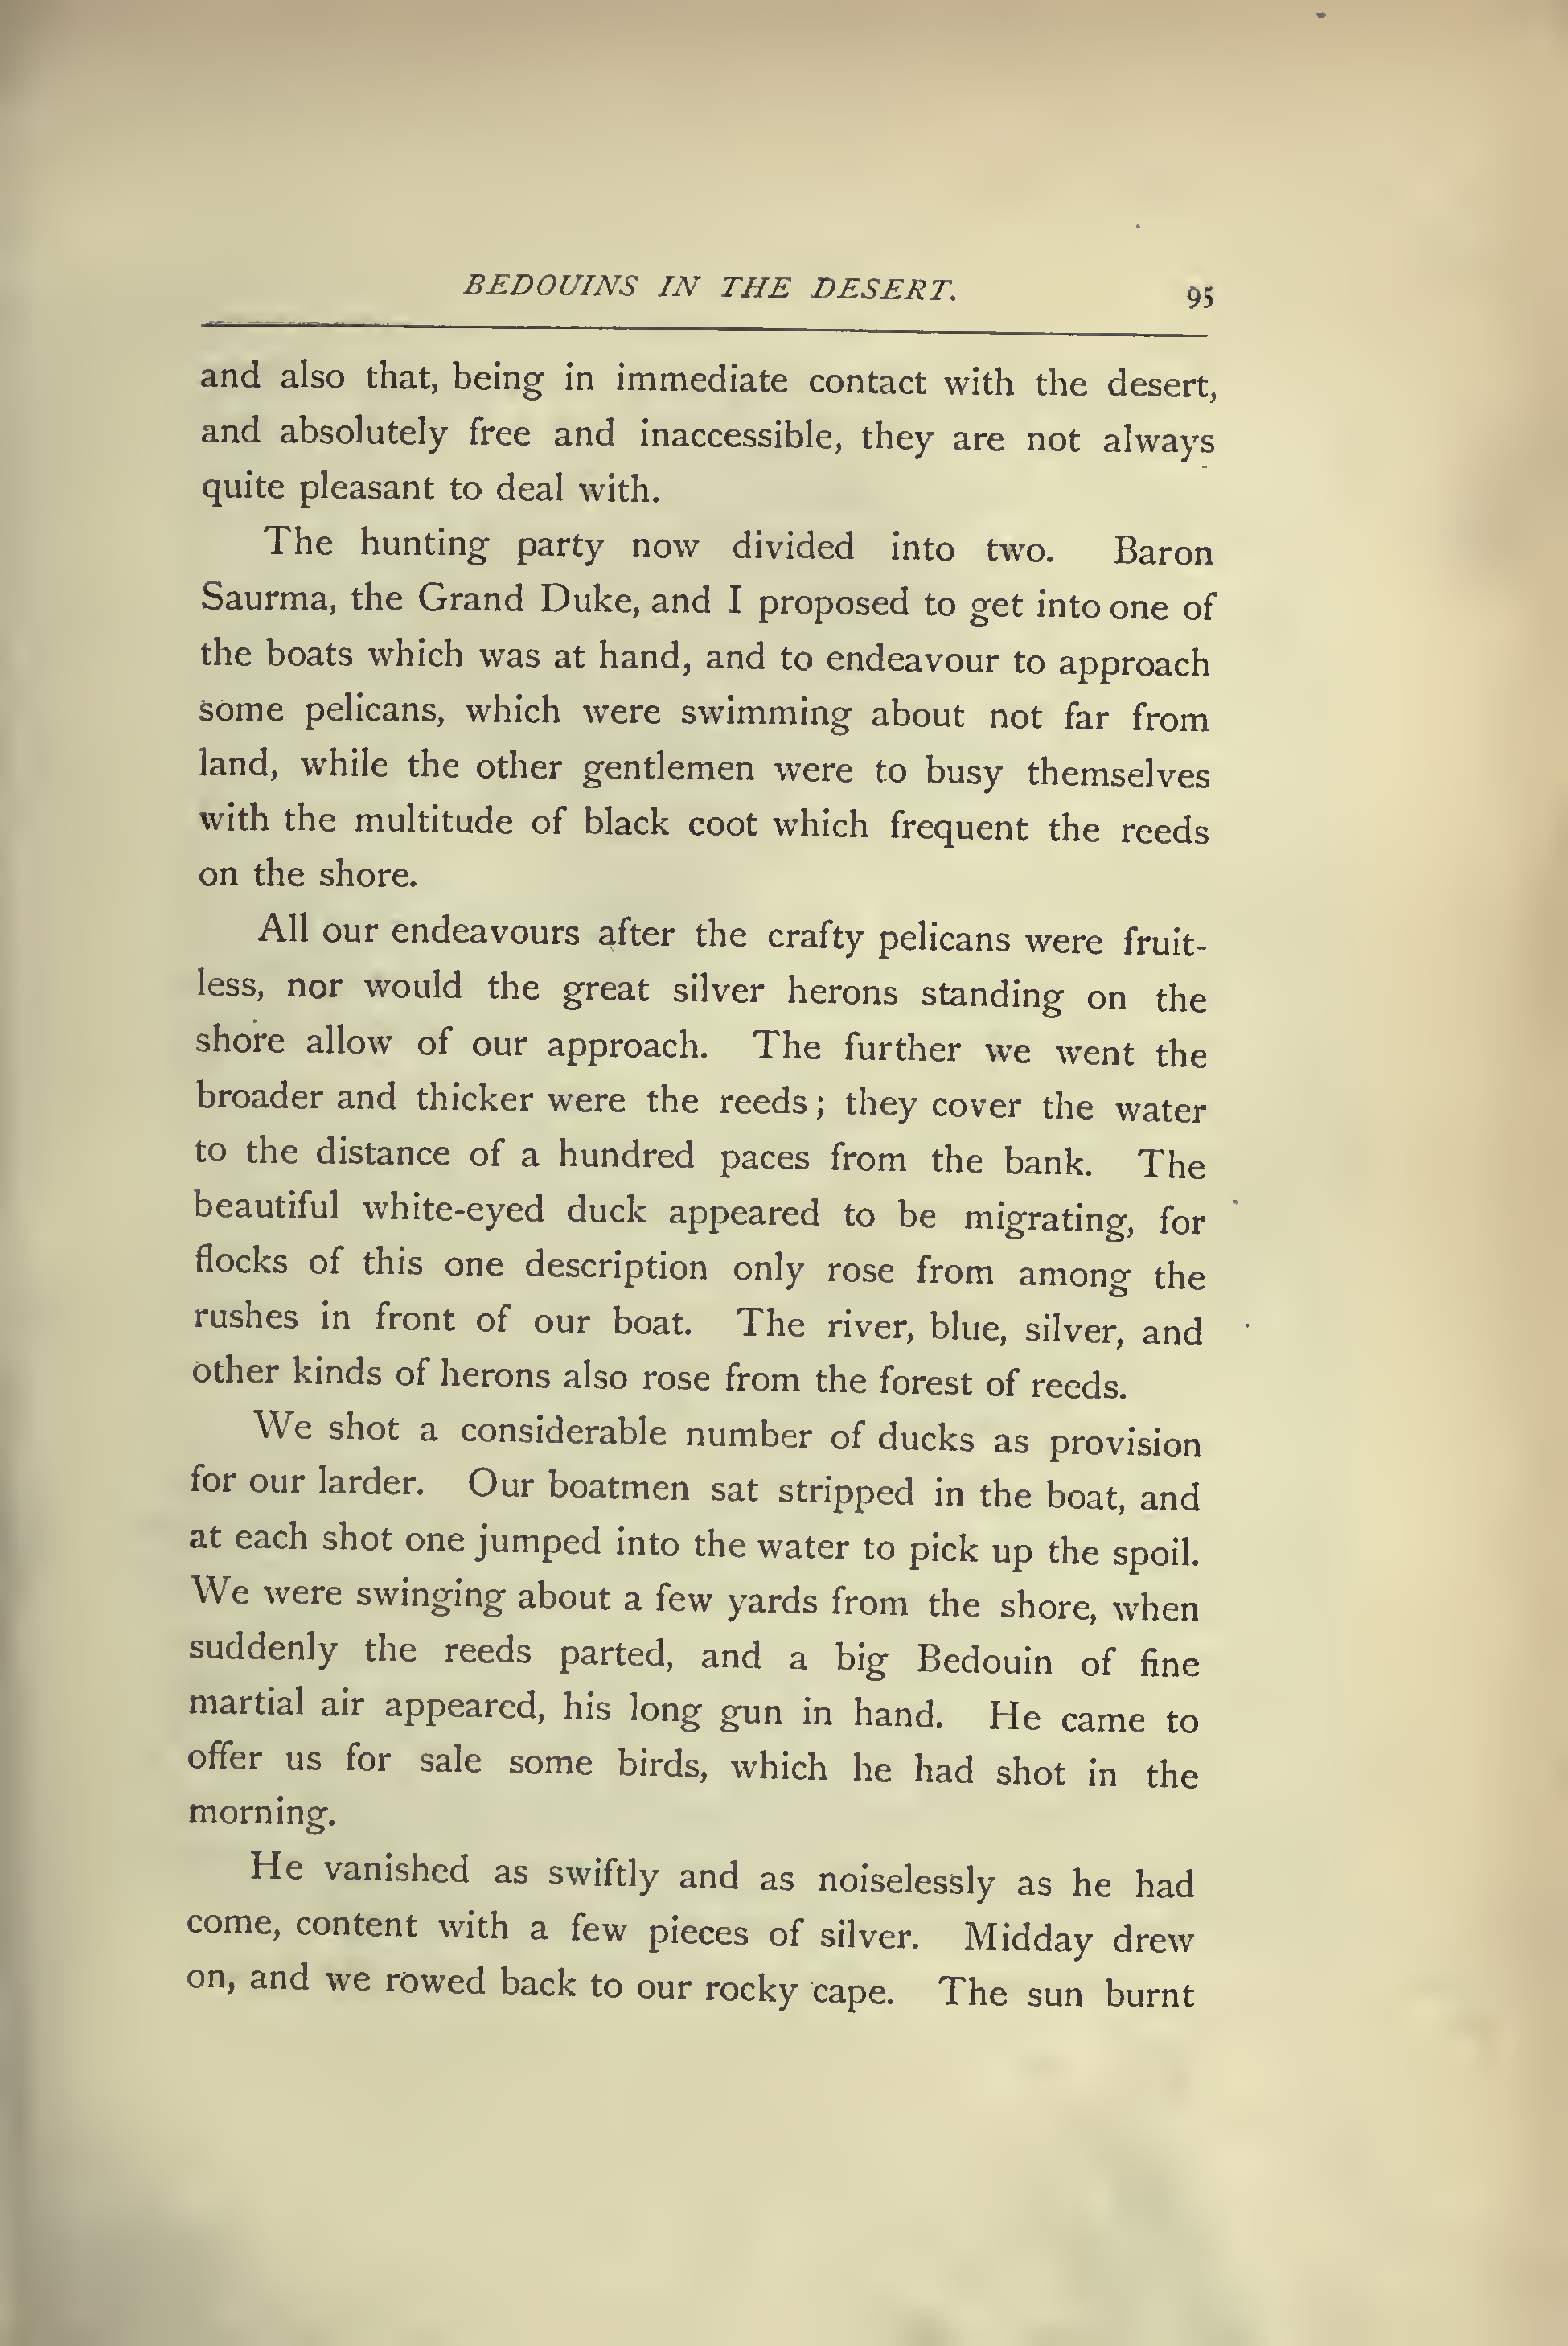 BEDOUINS IN THE DESERT. 95
and also that, being in immediate contact with the desert,
and absolutely free and inaccessible, they are not always
quite pleasant to deal with.
The hunting party now divided into two. Baron
Saurma, the Grand Duke, and I proposed to get into one of
the boats which was at hand, and to endeavour to approach
some pelicans, which were swimming about not far from
land, while the other gentlemen were to busy themselves
with the multitude of black coot which frequent the reeds
on the shore.
All our endeavours after the crafty pelicans were fruit-
less, nor would the great silver herons standing on the
shore allow of our approach. The further we went the
broader and thicker were the reeds; they cover the water
to the distance of a hundred paces from the bank. The
beautiful white-eyed duck appeared to be migrating, for
flocks of this one description only rose from among the
rushes in front of our boat. The river, blue, silver, and
other kinds of herons also rose from the forest of reeds.
We shot a considerable number of ducks as provision
for our larder. Our boatmen sat stripped in the boat, and
at each shot one jumped into the water to pick up the spoil.
We were swinging about a few yards from the shore, when
suddenly the reeds parted, and a big Bedouin of fine
martial air appeared, his long gun in hand. He came to
offer us for sale some birds, which he had shot in the
morning.
He vanished as swiftly and as noiselessly as he had
come, content with a few pieces of silver. Midday drew
on, and we rowed back to our rocky cape. The sun burnt